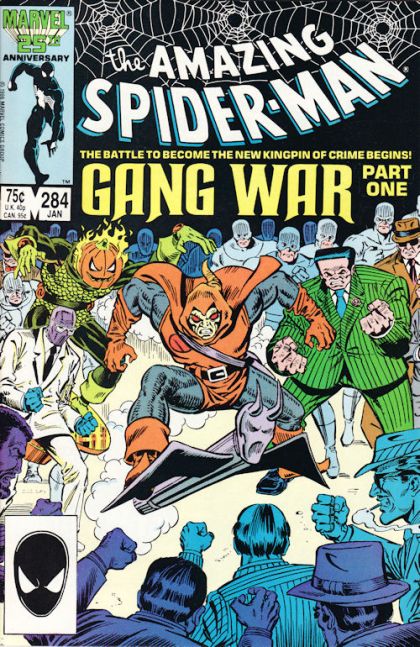 MARVEL®
25TH
ANNIVERSARY
the AMAZING
SPIDER-MAN®
THE BATTLE TO BECOME THE NEW KINGPIN OF CRIME BEGINS!
GANG WAR
PART
ONE
75¢
U.K. 40p
CAN. 95¢
284
JAN
TM